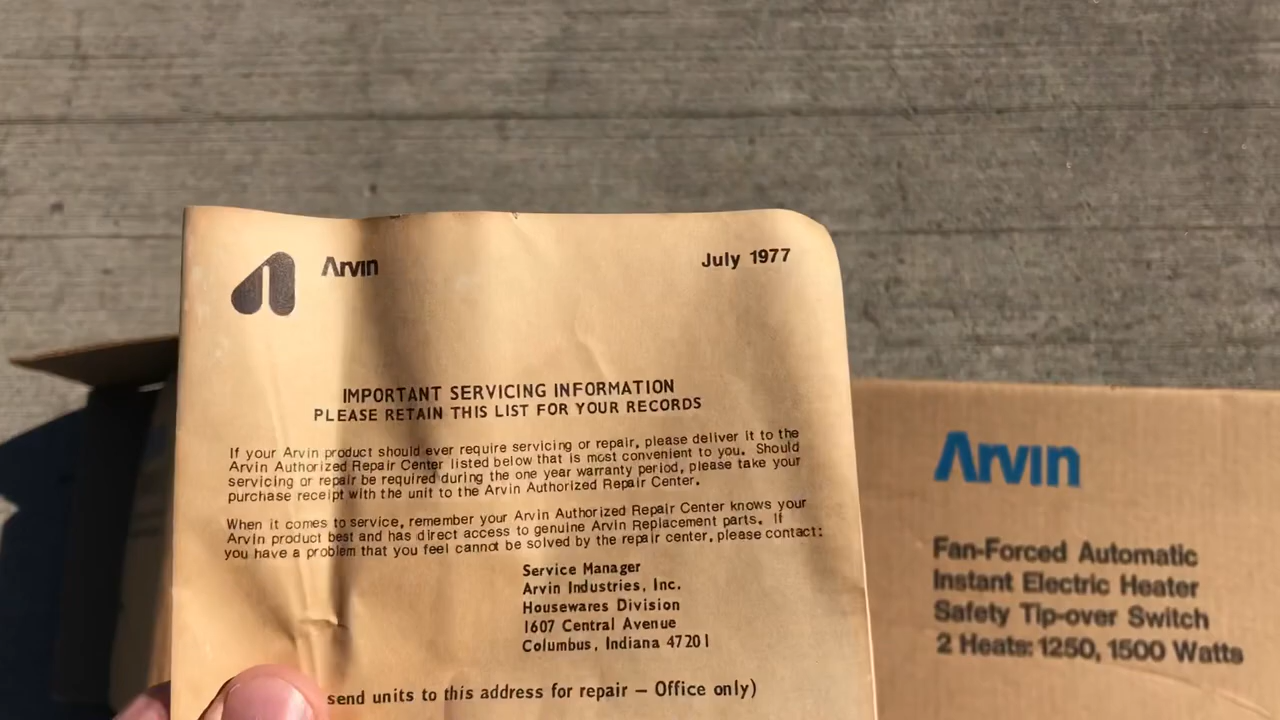 Arvin
July 1977
IMPORTANT SERVICING INFORMATION
PLEASE RETAIN THIS LIST FOR YOUR RECORDS
If your Arvin product should ever require servicing or repair, please deliver it to the
Arvin Authorized Repair Center listed below that is most convenient to you. Should
servicing or repair be required during the one year warranty period, please take your
purchase receipt with the unit to the Arvin Authorized Repair Center.
When it comes to service, remember your Arvin Authorized Repair Center knows your
Arvin product best and has direct access to genuine Arvin Replacement parts. If
you have a problem that you feel cannot be solved by the repair center, please contact:
Service Manager
Arvin Industries, Inc.
Housewares Division
1607 Central Avenue
Columbus, Indiana 47201
send units to this address for repair — Office only)
Arvin
Fan-Forced Automatic
Instant Electric Heater
Safety Tip-over Switch
2 Heats: 1250, 1500 Watts